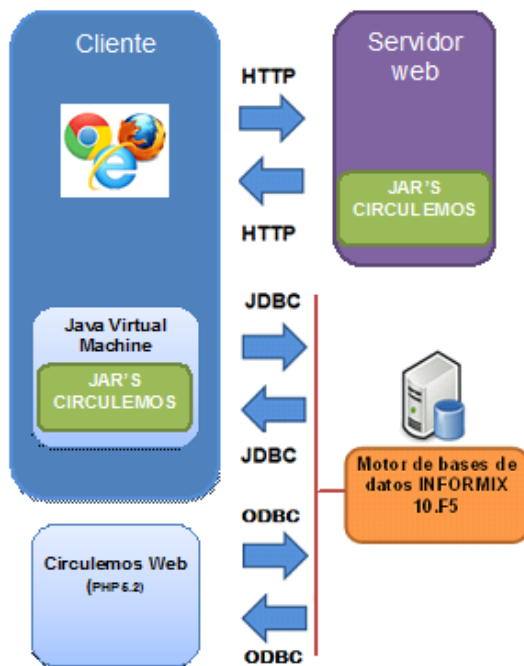 Cliente
Servidor
web
HTTP
HTTP
JAR'S
CIRCULEMOS
Java Virtual
Machine
JAR'S
CIRCULEMOS
JDBC
JDBC
Motor de bases de
datos INFORMIX
10.F5
Circulemos Web
(PHP 5.2)
ODBC
ODBC